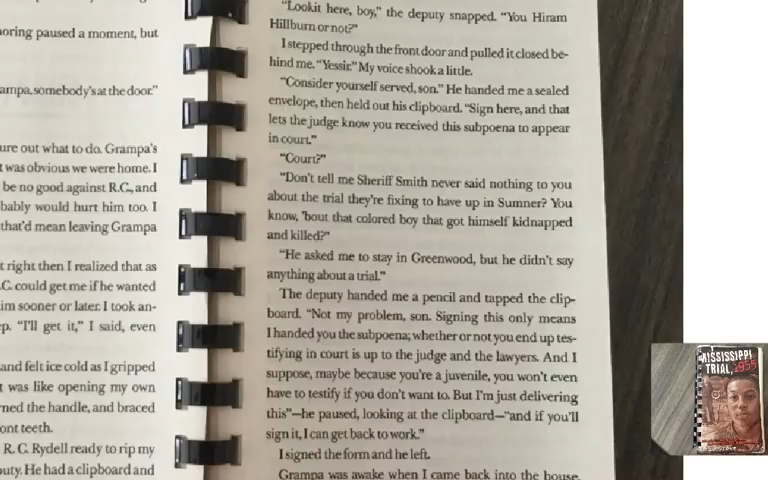 oring paused a moment, but
ampa, somebody's at the door."
ure out what to do. Grampa's
t was obvious we were home. I
be no good against R.C., and
bably would hurt him too. I
that'd mean leaving Grampa
t right then I realized that as
.C. could get me if he wanted
im sooner or later. I took an-
p. "I'll get it," I said, even
and felt ice cold as I gripped
t was like opening my own
rned the handle, and braced
ont teeth.
R. C. Rydell ready to rip my
puty. He had a clipboard and
"Lookit here, boy," the deputy snapped. "You Hiram
Hillburn or not?"
I stepped through the front door and pulled it closed be-
hind me. "Yessir." My voice shook a little.
"Consider yourself served, son." He handed me a sealed
envelope, then held out his clipboard. "Sign here, and that
lets the judge know you received this subpoena to appear
in court."
"Court?"
"Don't tell me Sheriff Smith never said nothing to you
about the trial they're fixing to have up in Sumner? You
know, 'bout that colored boy that got himself kidnapped
and killed?"
"He asked me to stay in Greenwood, but he didn't say
anything about a trial."
The deputy handed me a pencil and tapped the clip-
board. "Not my problem, son. Signing this only means
I handed you the subpoena; whether or not you end up tes-
tifying in court is up to the judge and the lawyers. And I
suppose, maybe because you're a juvenile, you won't even
have to testify if you don't want to. But I'm just delivering
this"—he paused, looking at the clipboard—"and if you'll
sign it, I can get back to work."
I signed the form and he left.
Grampa was awake when I came back into the house.
MISSISSIPPI
TRIAL, 1955